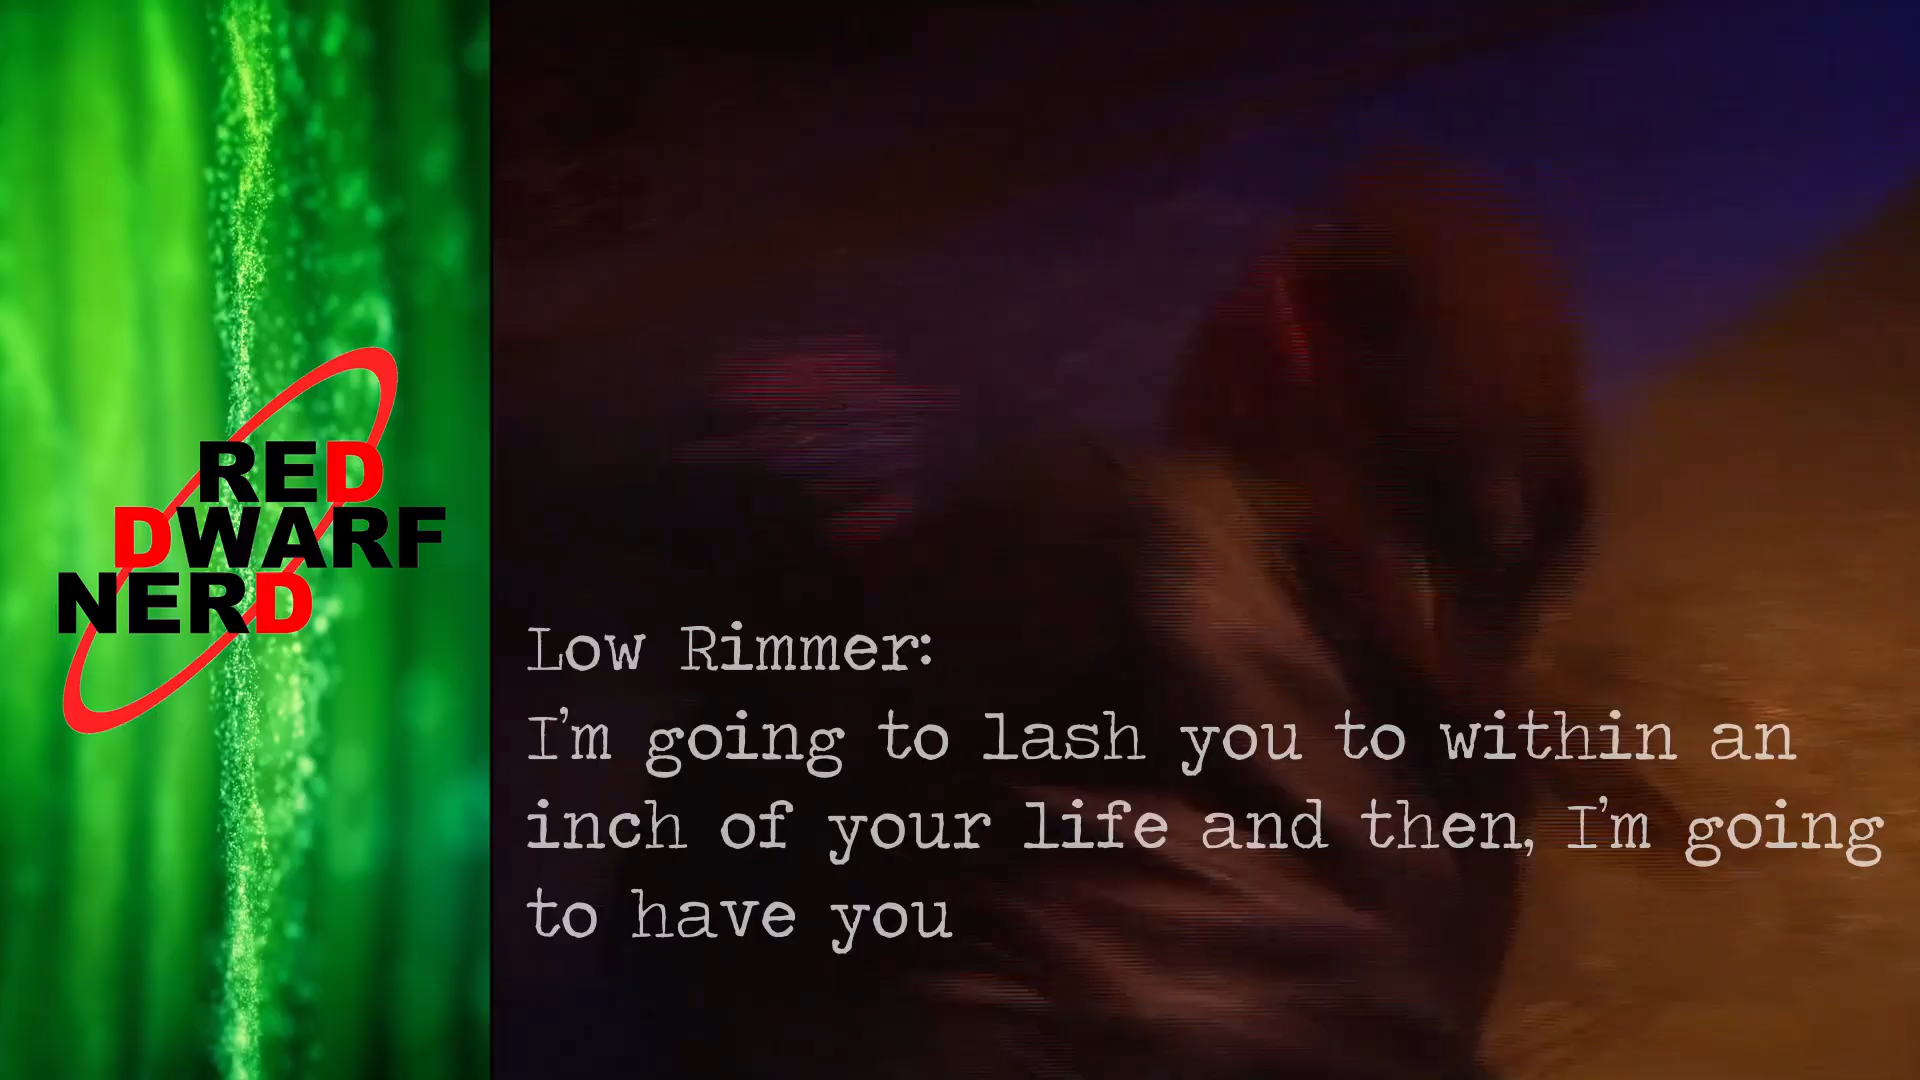 RED
DWARF
NERD
Low Rimmer:
I'm going to lash you to within an
inch of your life and then, I'm going
to have you